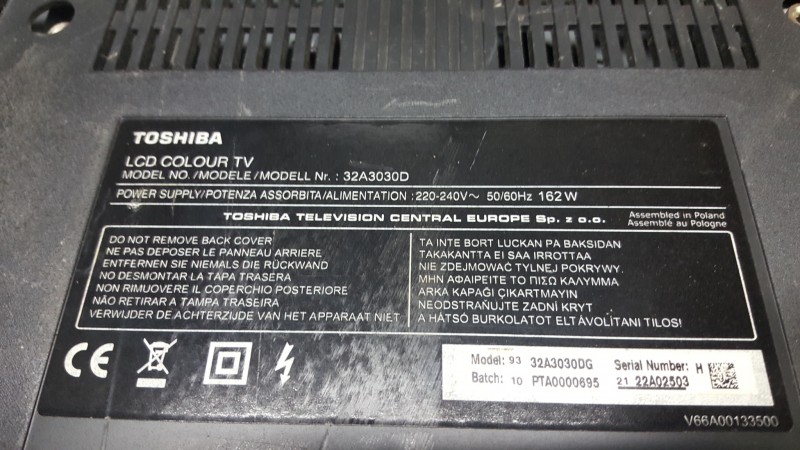 TOSHIBA
LCD COLOUR TV
MODEL NO. / MODELE / MODELL Nr. : 32A3030D
POWER SUPPLY/POTENZA ASSORBITA/ALIMENTATION :220-240V~ 50/60Hz 162 W
TOSHIBA TELEVISION CENTRAL EUROPE Sp. z o.o.
Assembled in Poland
Assemblé au Pologne
DO NOT REMOVE BACK COVER
NE PAS DEPOSER LE PANNEAU ARRIERE
ENTFERNEN SIE NIEMALS DIE RÜCKWAND
NO DESMONTAR LA TAPA TRASERA
NON RIMUOVERE IL COPERCHIO POSTERIORE
NÃO RETIRAR A TAMPA TRASEIRA
VERWIJDER DE ACHTERZIJDE VAN HET APPARAAT NIET
TA INTE BORT LUCKAN PA BAKSIDAN
TAKAKANTTA EI SAA IRROTTAA
NIE ZDEJMOWAĆ TYLNEJ POKRYWY.
ΜΗΝ ΑΦΑΙΡΕΙΤΕ ΤΟ ΠΙΣΩ ΚΑΛΥΜΜΑ
ARKA KAPAĞI ÇIKARTMAYIN
NEODSTRAŇUJTE ZADNÍ KRYT
A HÁTSÓ BURKOLATOT ELTÁVOLÍTANI TILOS!
CE
Model: 93 32A3030DG Serial Number: H
Batch: 10 PTA0000695 21 22A02503
V66A00133500